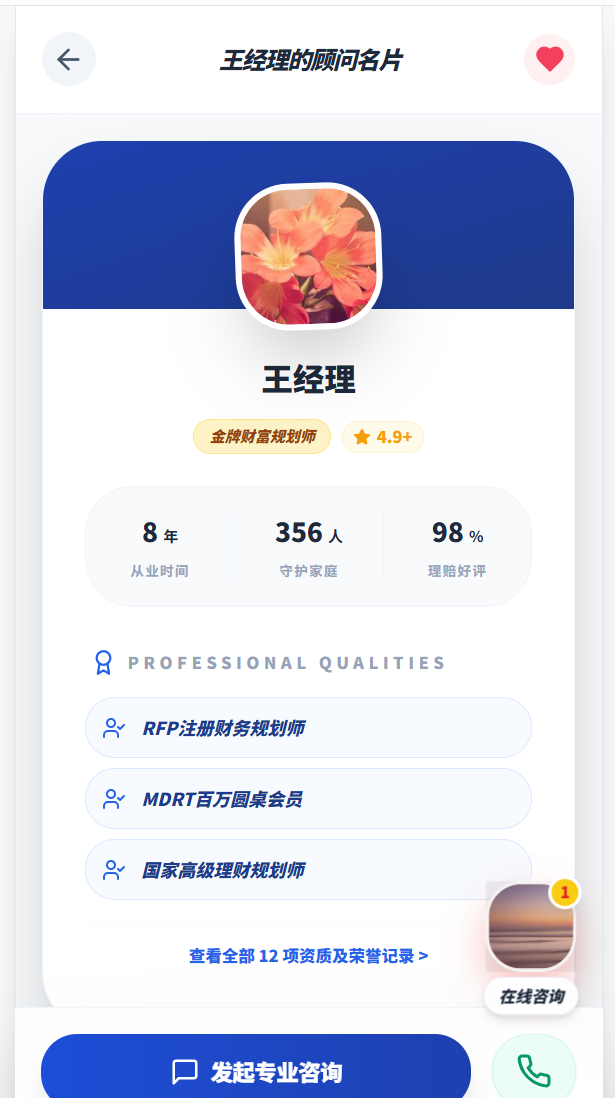 王经理的顾问名片
王经理
金牌财富规划师 4.9+
8 年 356 人 98 %
从业时间 守护家庭 理赔好评
PROFESSIONAL QUALITIES
RFP注册财务规划师
MDRT百万圆桌会员
国家高级理财规划师
1
查看全部 12 项资质及荣誉记录 >
在线咨询
发起专业咨询